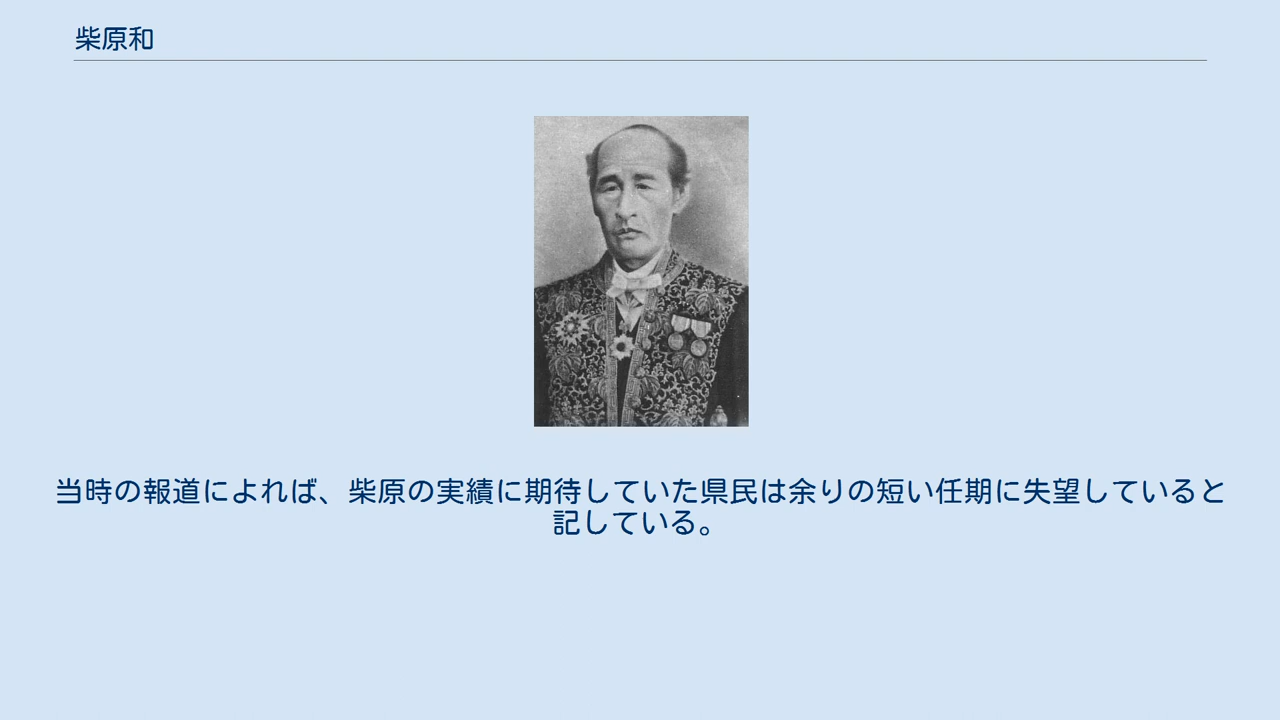 柴原和
当時の報道によれば、柴原の実績に期待していた県民は余りの短い任期に失望していると
記している。